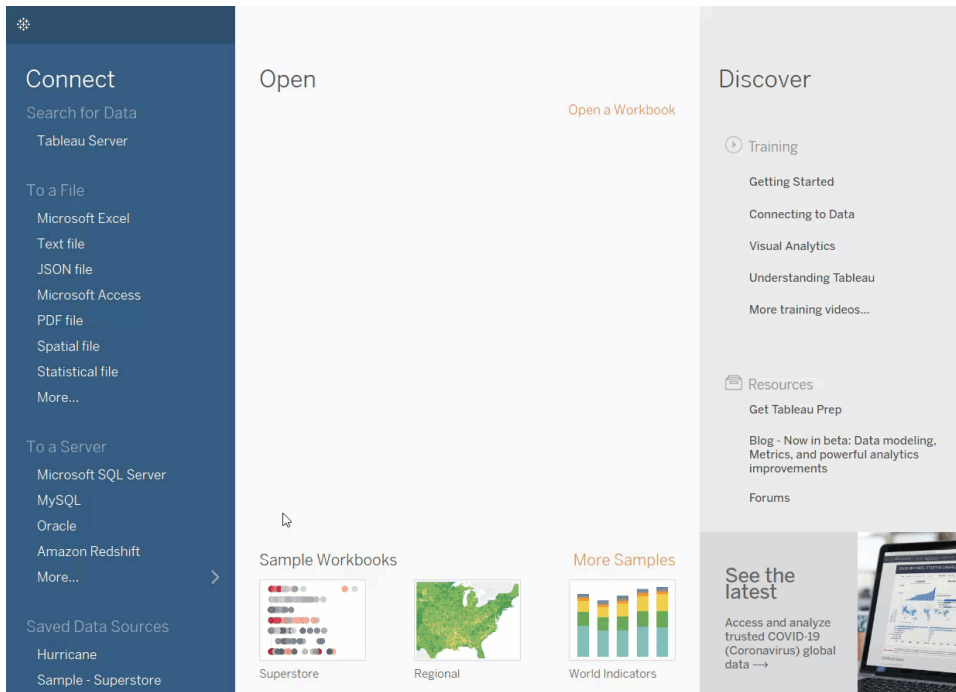 Connect
Search for Data
Tableau Server
To a File
Microsoft Excel
Text file
JSON file
Microsoft Access
PDF file
Spatial file
Statistical file
More...
To a Server
Microsoft SQL Server
MySQL
Oracle
Amazon Redshift
More...
Saved Data Sources
Hurricane
Sample - Superstore
Open
Open a Workbook
Sample Workbooks
More Samples
Superstore
Regional
World Indicators
Discover
Training
Getting Started
Connecting to Data
Visual Analytics
Understanding Tableau
More training videos...
Resources
Get Tableau Prep
Blog - Now in beta: Data modeling,
Metrics, and powerful analytics
improvements
Forums
See the
latest
Access and analyze
trusted COVID-19
(Coronavirus) global
data →